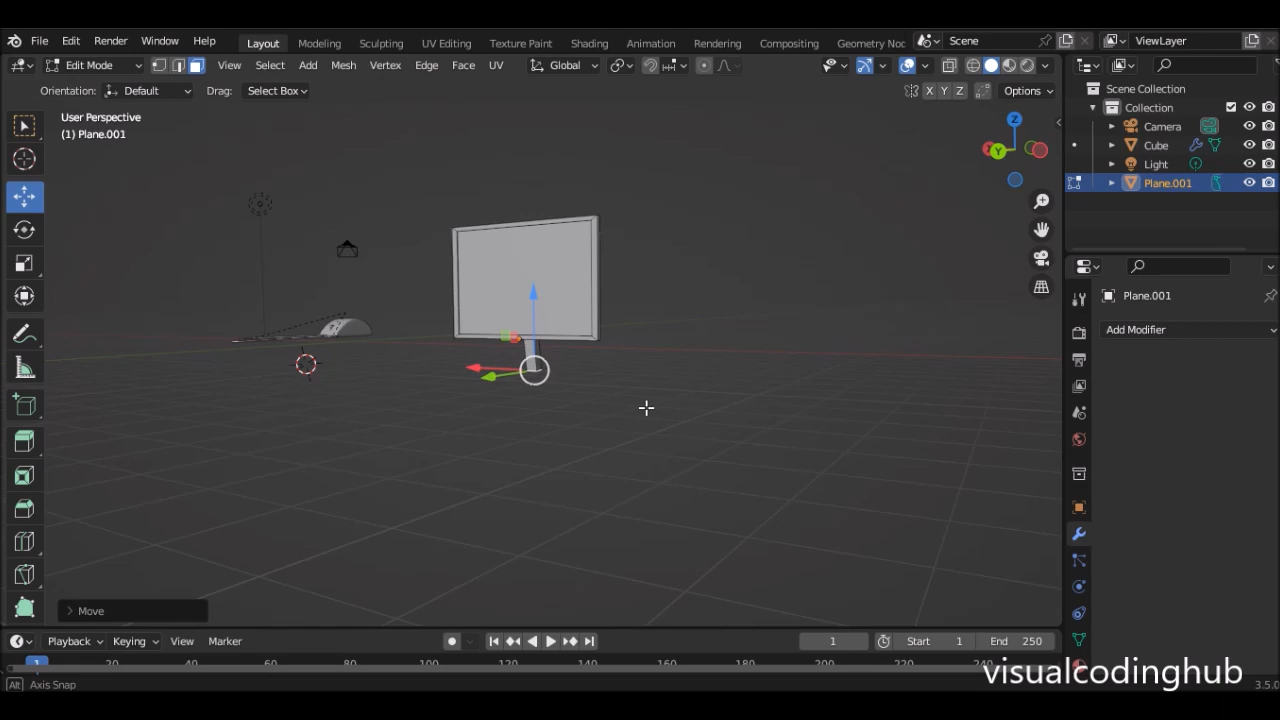 File Edit Render Window Help Layout Modeling Sculpting UV Editing Texture Paint Shading Animation Rendering Compositing Geometry Noc Scene ViewLayer
Edit Mode View Select Add Mesh Vertex Edge Face UV Global
Orientation: Default Drag: Select Box X Y Z Options
User Perspective
(1) Plane.001
Z
Y
Scene Collection
Collection
Camera
Cube
Light
Plane.001
Plane.001
Add Modifier
Move
Playback Keying View Marker 1 Start 1 End 250
1 20 40 60 80 100 120 140 200 220 240
Alt Axis Snap
visualcodinghub
3.5.0